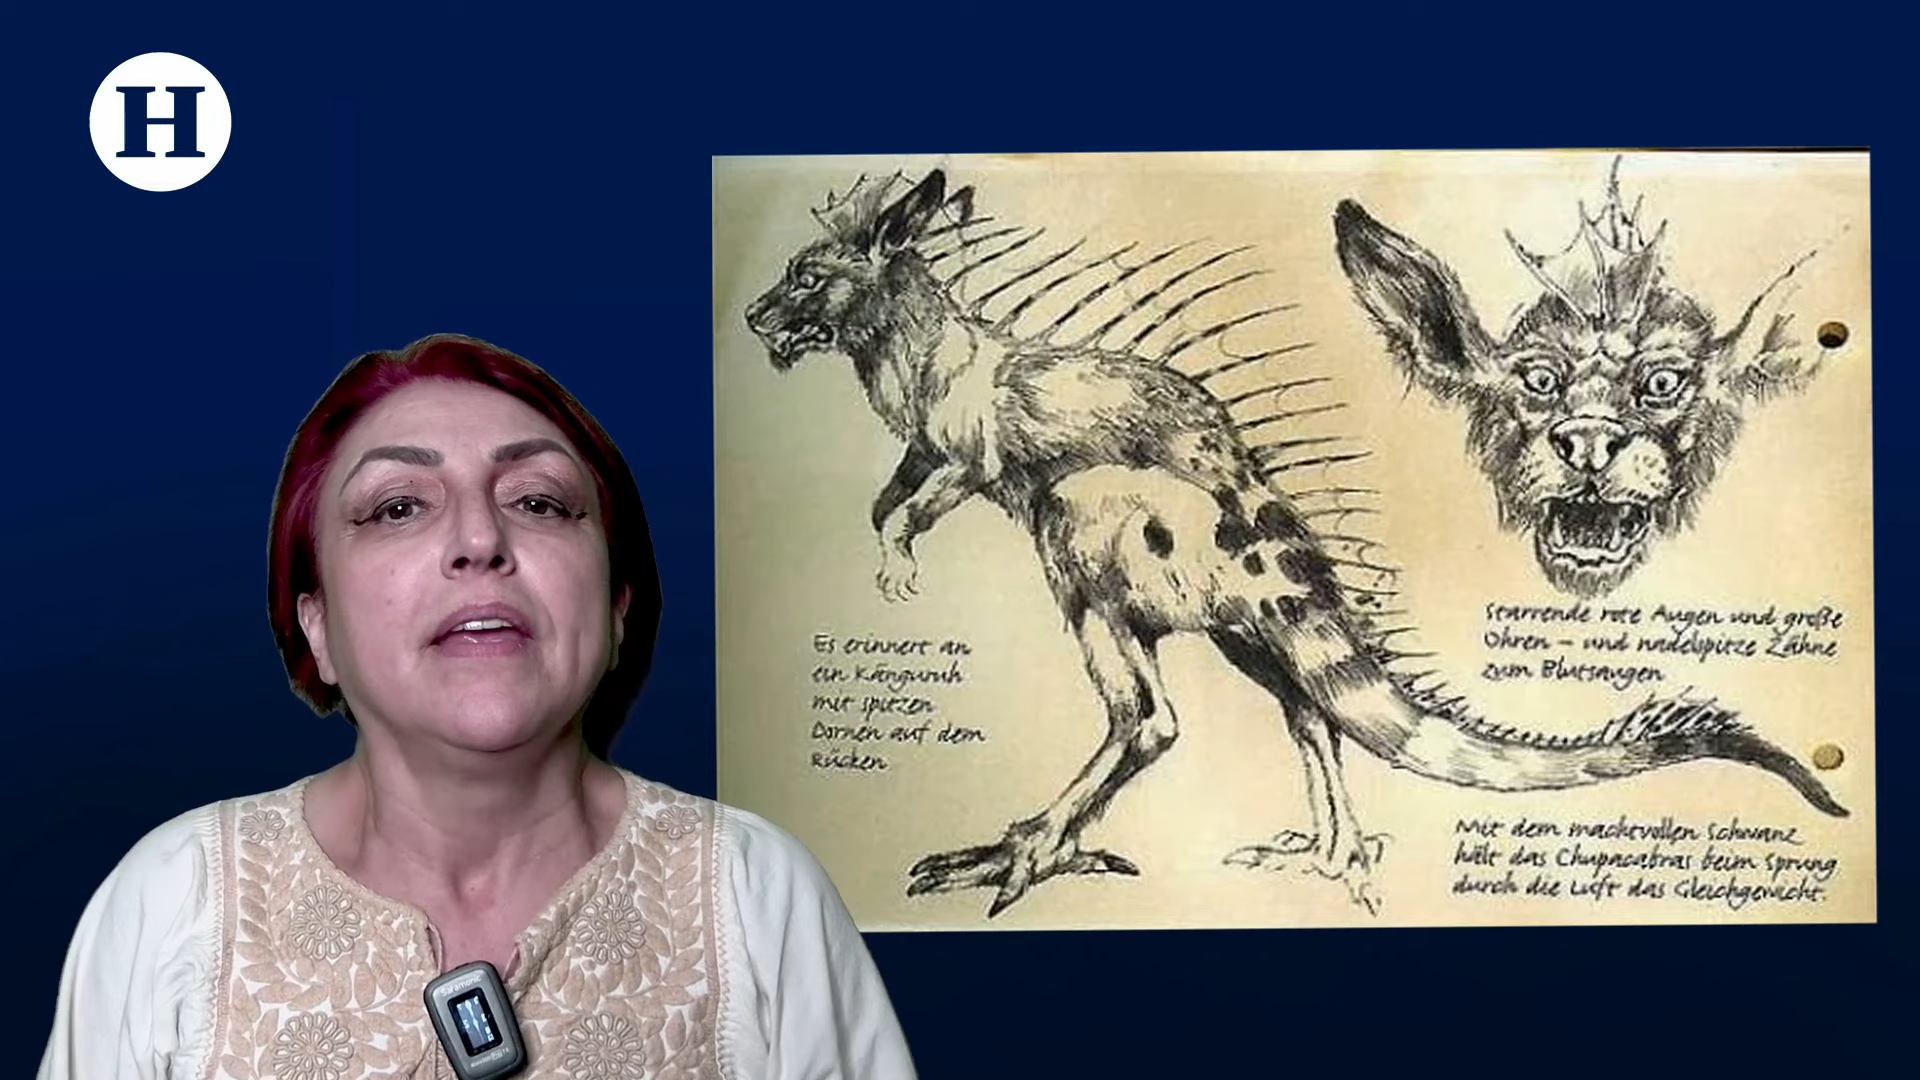 H
Es erinnert an
ein Känguruh
mit spitzen
Dornen auf dem
Rücken
Starrende rote Augen und große
Ohren – und nadelspitze Zähne
zum Blutsaugen
Mit dem machtvollen Schwanz
hält das Chupacabras beim Sprung
durch die Luft das Gleichgewicht.
Saramonic